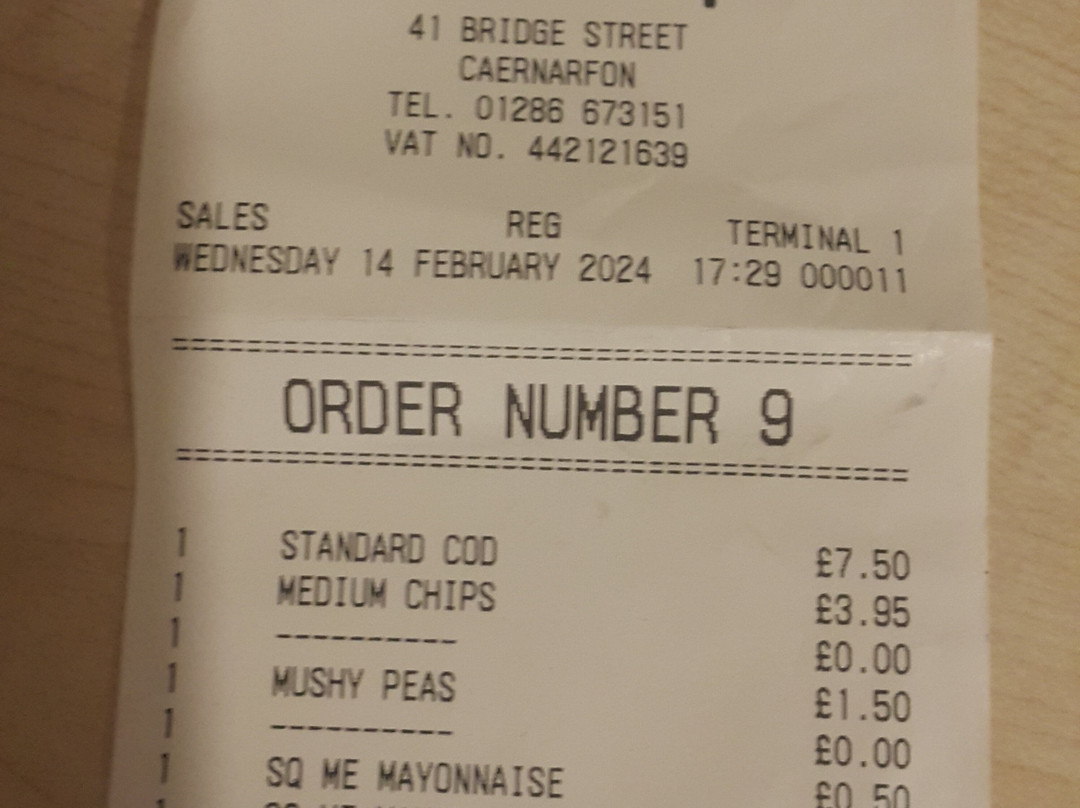 41 BRIDGE STREET
CAERNARFON
TEL. 01286 673151
VAT NO. 442121639
SALES REG TERMINAL 1
WEDNESDAY 14 FEBRUARY 2024 17:29 000011
========================================
ORDER NUMBER 9
========================================
1 STANDARD COD £7.50
1 MEDIUM CHIPS £3.95
1 ---------- £0.00
1 MUSHY PEAS £1.50
1 ---------- £0.00
1 SQ ME MAYONNAISE £0.50